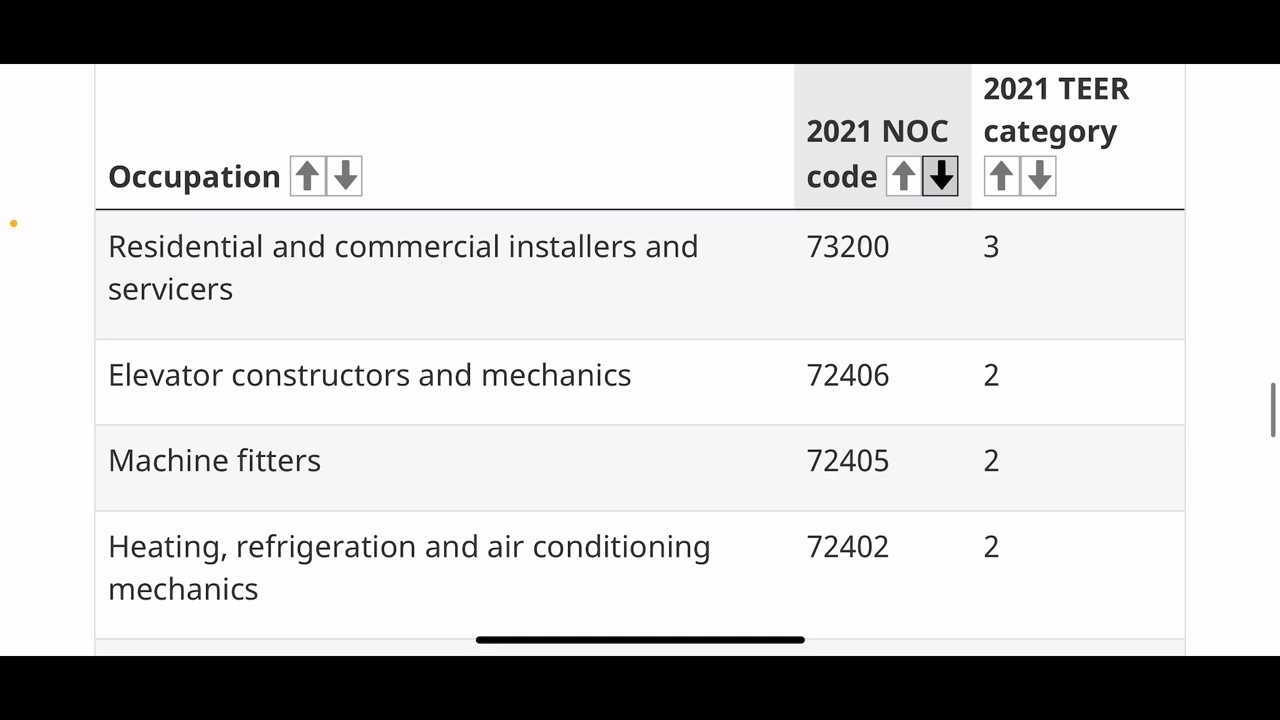 2021 TEER
2021 NOC category
Occupation code
Residential and commercial installers and 73200 3
servicers
Elevator constructors and mechanics 72406 2
Machine fitters 72405 2
Heating, refrigeration and air conditioning 72402 2
mechanics